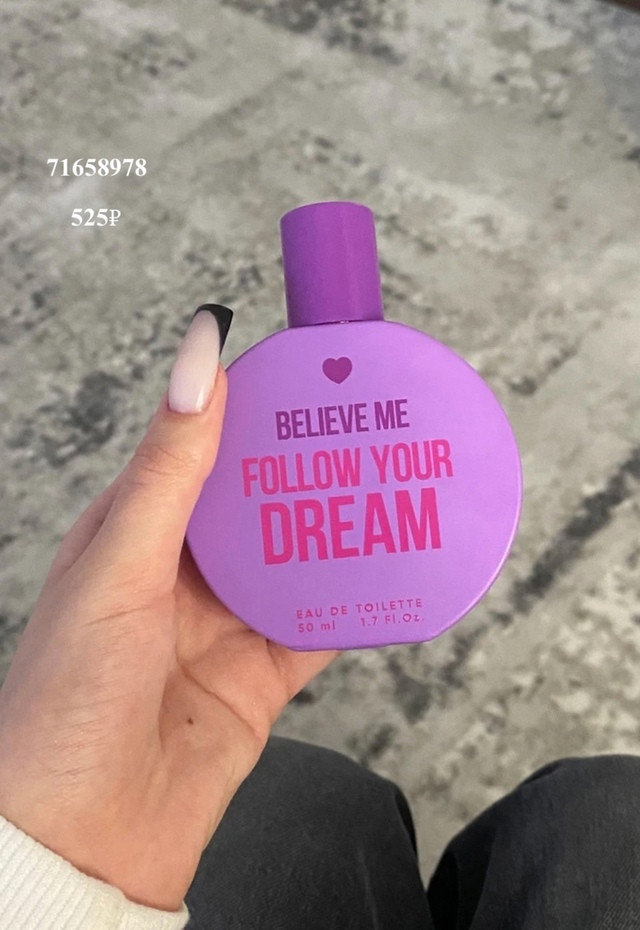 71658978
525₽
BELIEVE ME
FOLLOW YOUR
DREAM
EAU DE TOILETTE
50 ml 1.7 Fl.Oz.